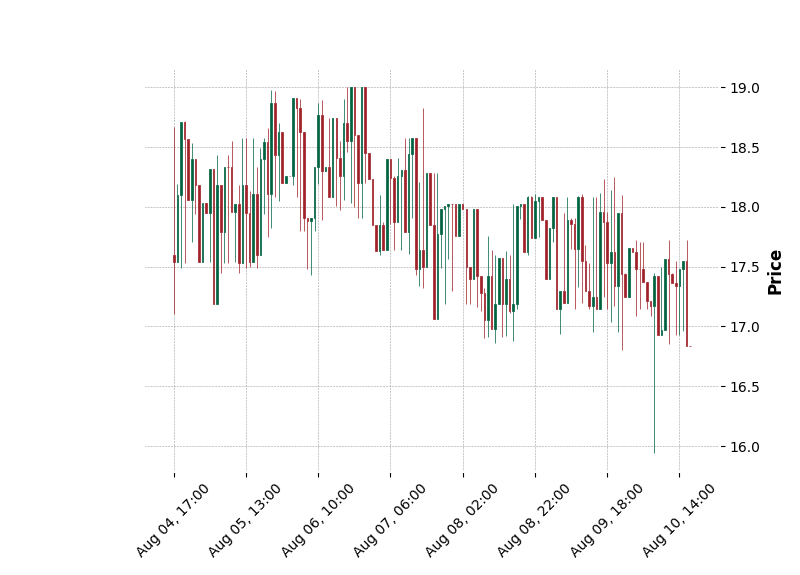 19.0
18.5
18.0
17.5
17.0
16.5
16.0
Price
Aug 04, 17:00
Aug 05, 13:00
Aug 06, 10:00
Aug 07, 06:00
Aug 08, 02:00
Aug 08, 22:00
Aug 09, 18:00
Aug 10, 14:00